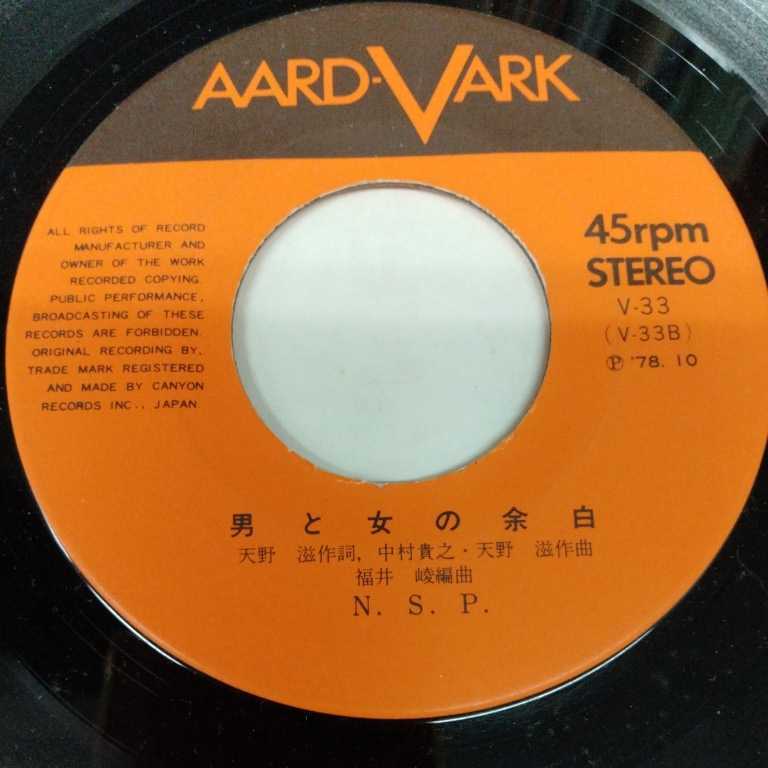 AARD-VARK
ALL RIGHTS OF RECORD
MANUFACTURER AND
OWNER OF THE WORK
RECORDED COPYING.
PUBLIC PERFORMANCE,
BROADCASTING OF THESE
RECORDS ARE FORBIDDEN.
ORIGINAL RECORDING BY,
TRADE MARK REGISTERED
AND MADE BY CANYON
RECORDS INC., JAPAN.
45rpm
STEREO
V-33
(V-33B)
Ⓟ '78. 10
男と女の余白
天野 滋作詞, 中村貴之・天野 滋作曲
福井 崚編曲
N. S. P.